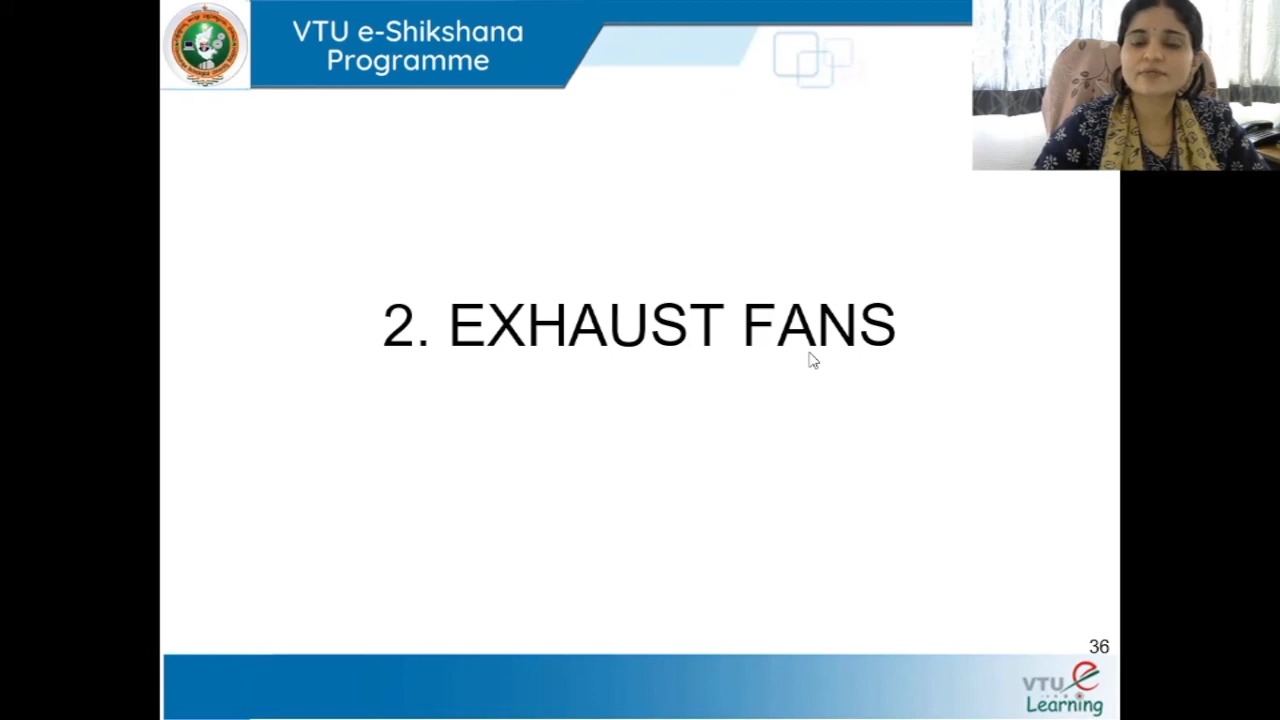 VTU e-Shikshana
Programme
2. EXHAUST FANS
36
VTU e
Learning